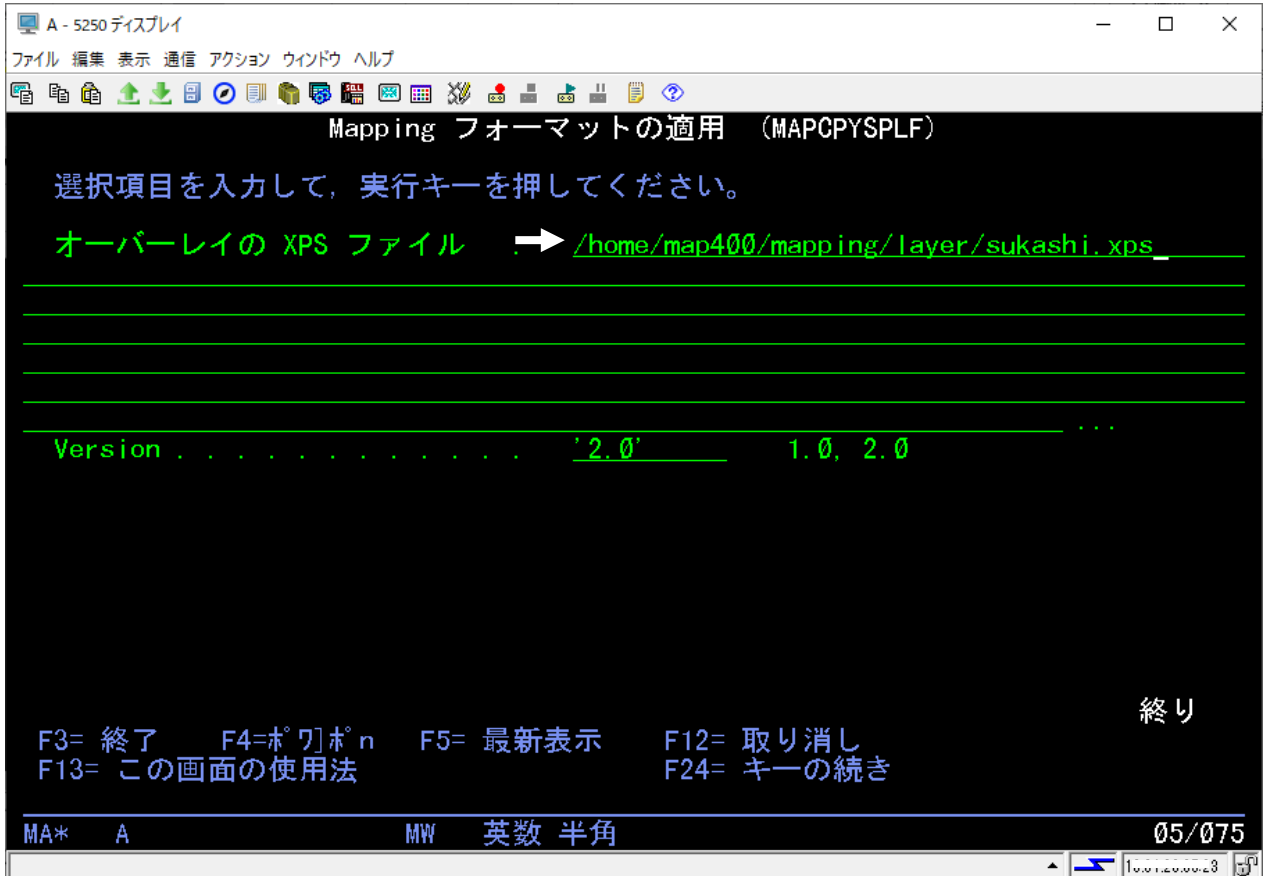 A - 5250 ディスプレイ
ファイル 編集 表示 通信 アクション ウィンドウ ヘルプ
Mapping フォーマットの適用 (MAPCPYSPLF)
選択項目を入力して, 実行キーを押してください。
オーバーレイの XPS ファイル . /home/map400/mapping/layer/sukashi.xps
...
Version . . . . . . . . . . . . '2.0' 1.0, 2.0
終り
F3= 終了 F4=ﾎﾟﾜ]ﾎﾟn F5= 最新表示 F12= 取り消し
F13= この画面の使用法 F24= キーの続き
MA* A MW 英数 半角 05/075